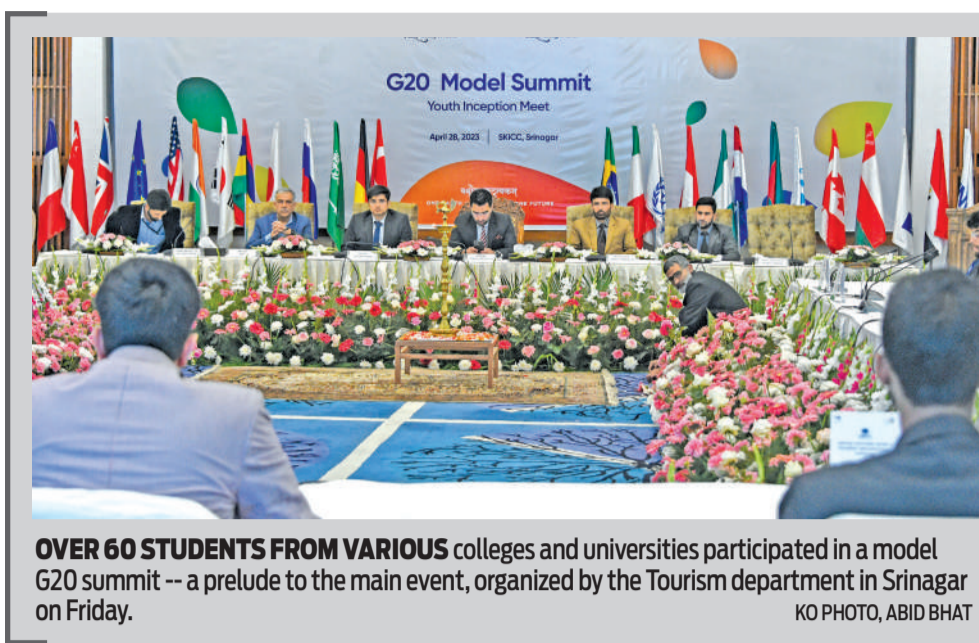 G20 Model Summit
Youth Inception Meet
April 28, 2023 | SKICC, Srinagar
OVER 60 STUDENTS FROM VARIOUS colleges and universities participated in a model
G20 summit -- a prelude to the main event, organized by the Tourism department in Srinagar
on Friday.
KO PHOTO, ABID BHAT